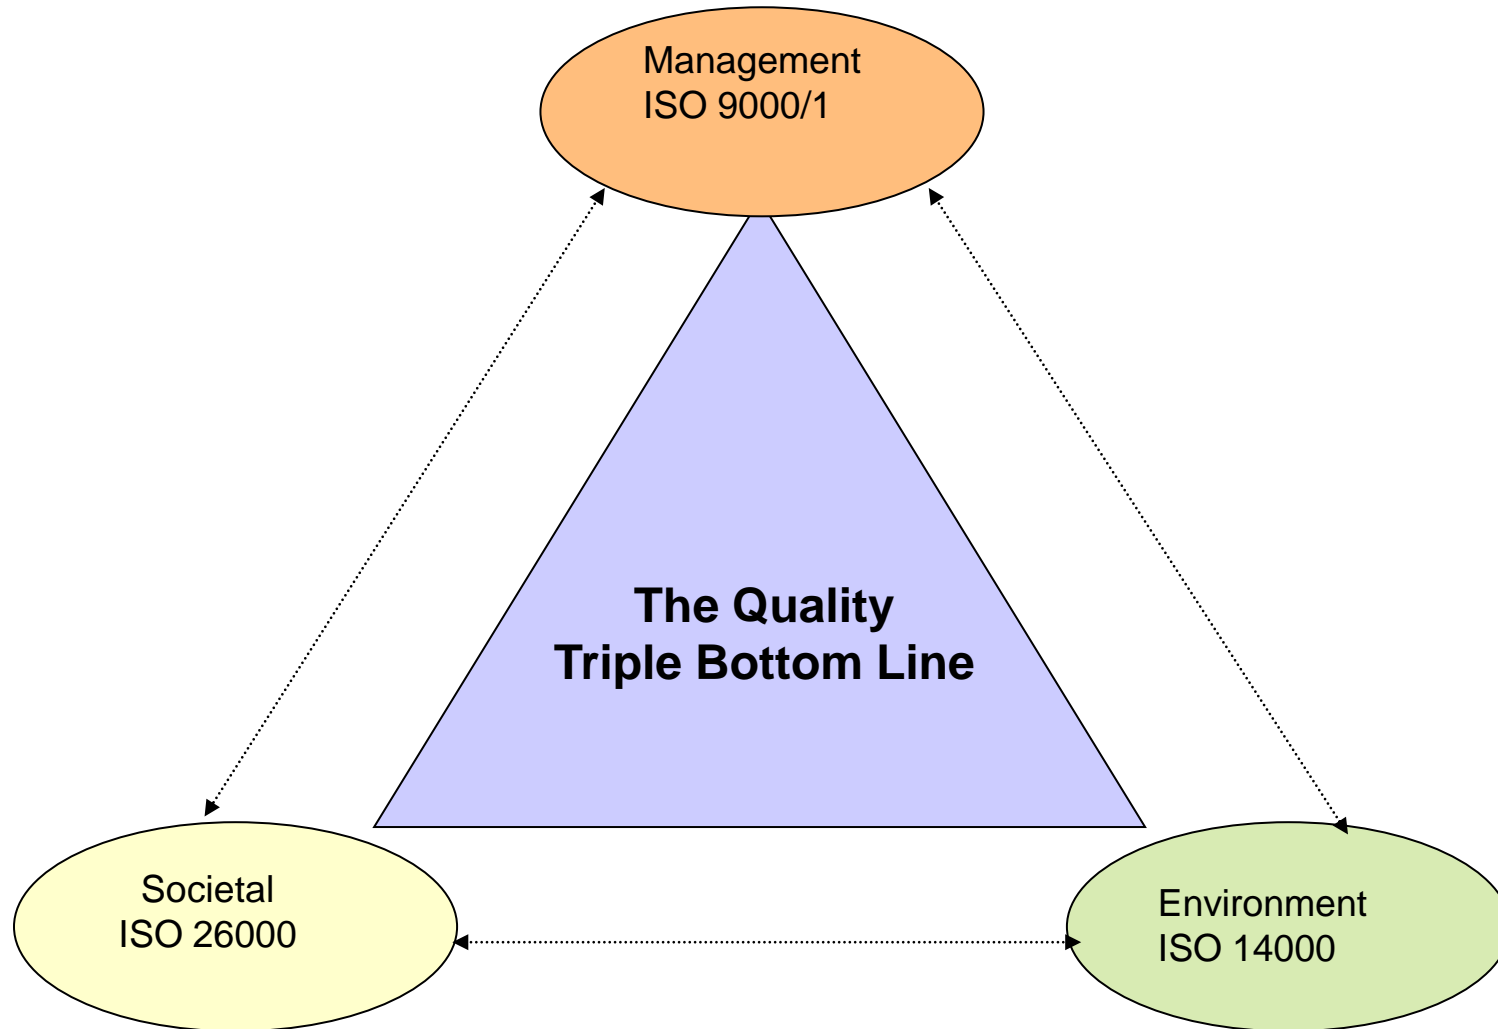 Management
ISO 9000/1
The Quality
Triple Bottom Line
Societal
ISO 26000
Environment
ISO 14000